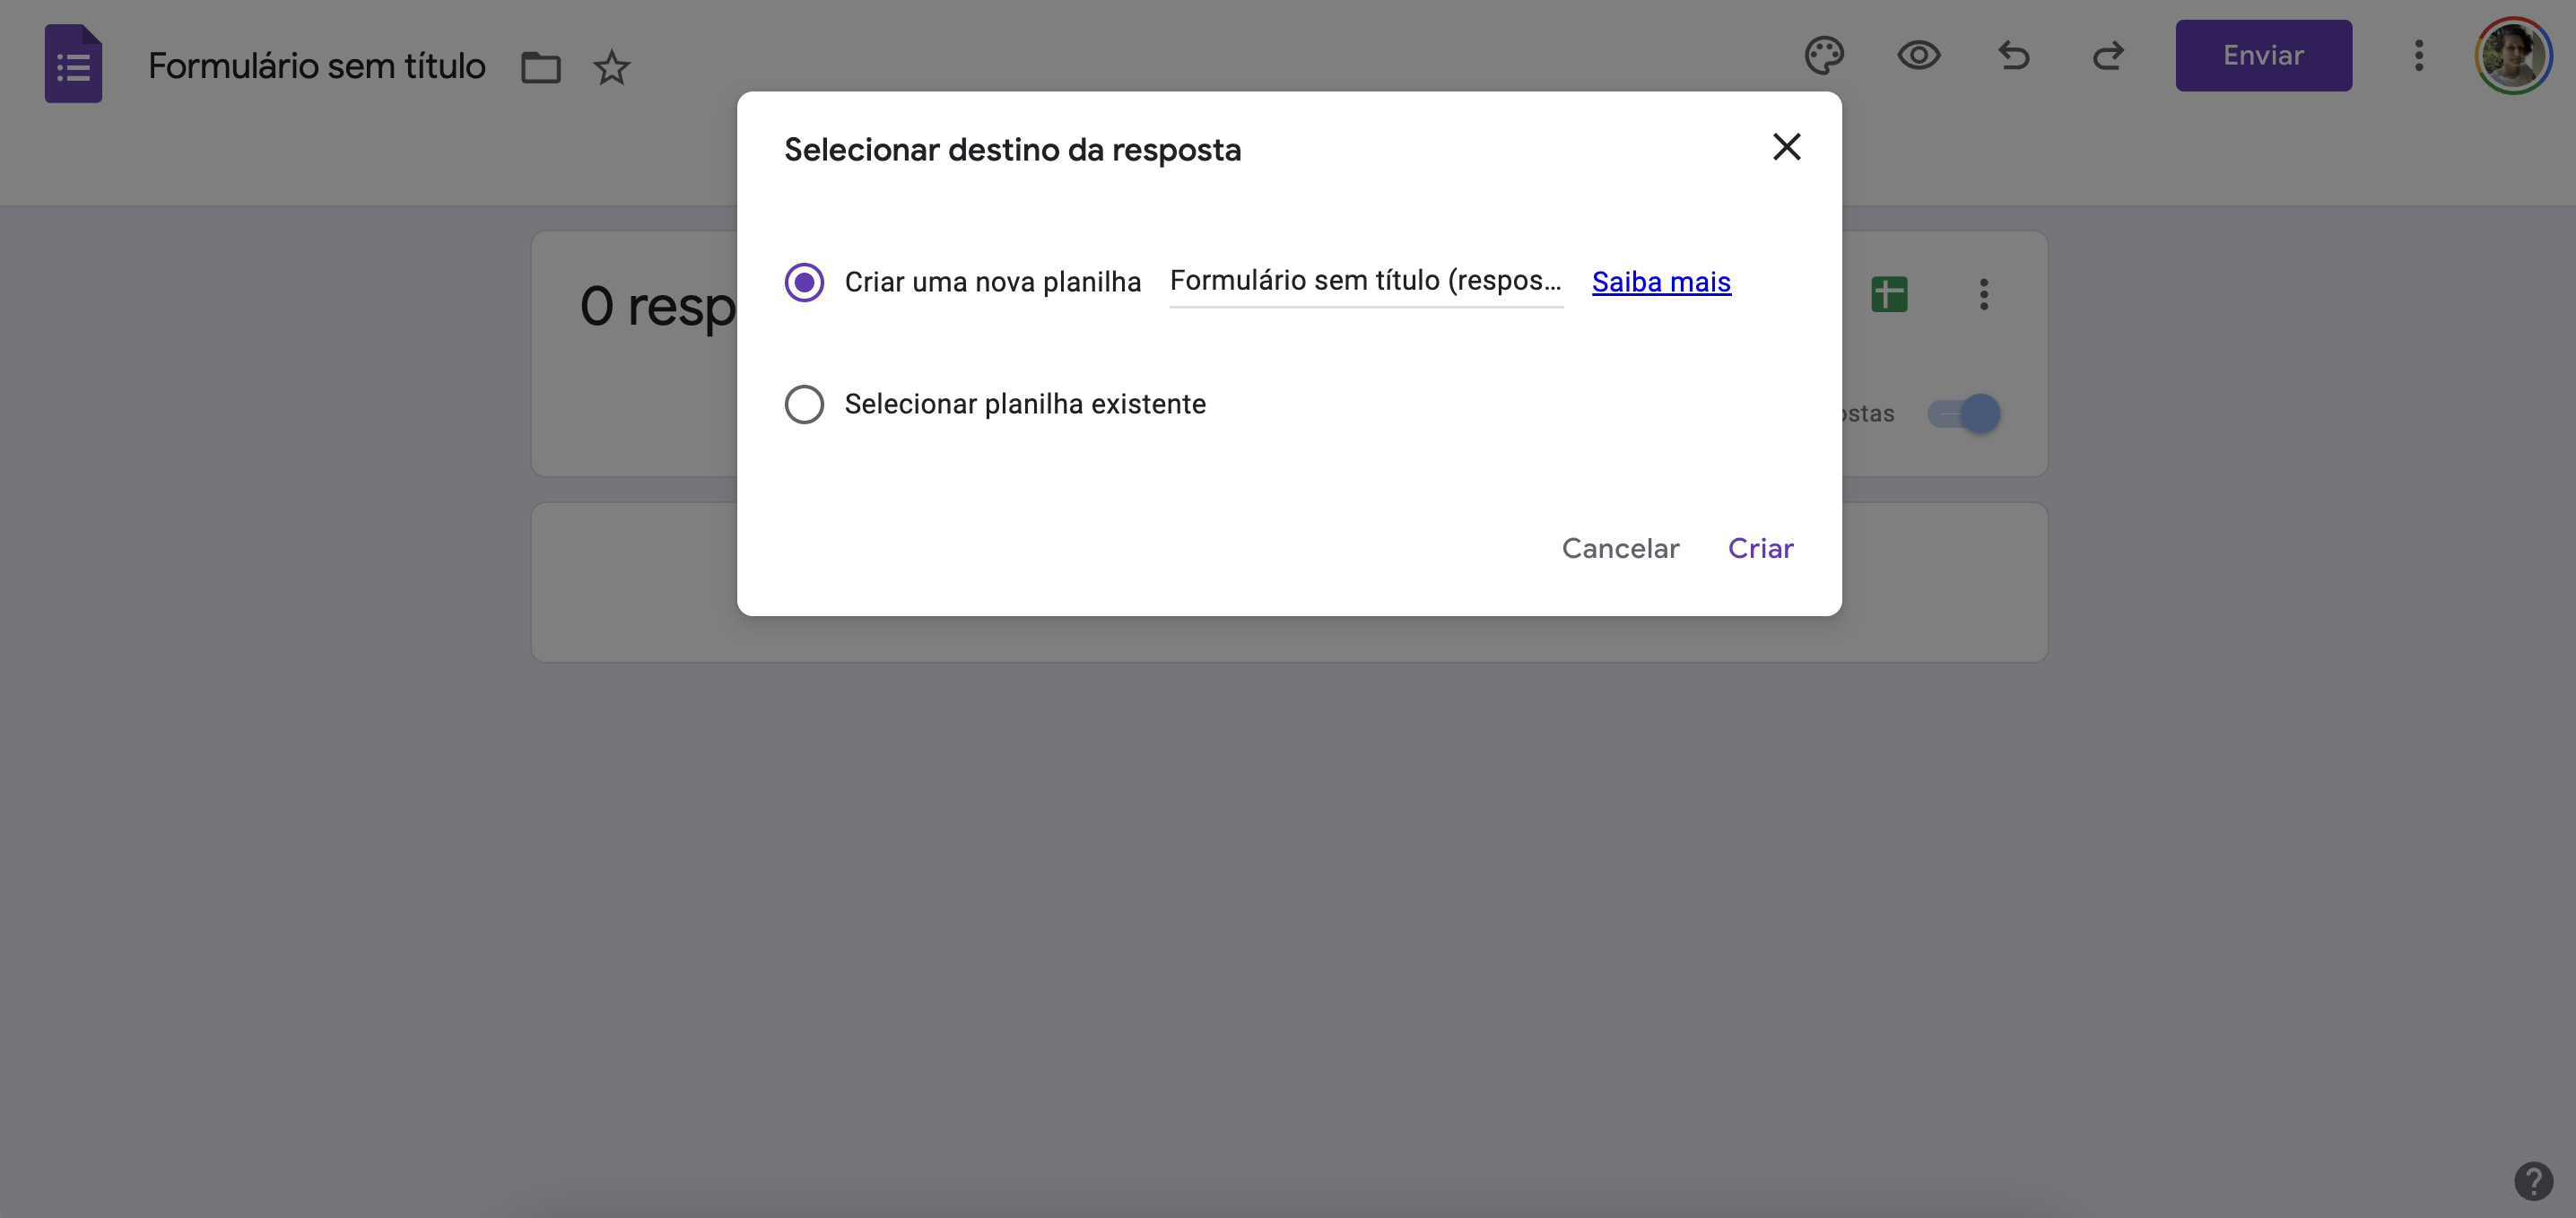 Formulário sem título
Enviar
Selecionar destino da resposta
0 resp
Criar uma nova planilha Formulário sem título (respos... Saiba mais
Selecionar planilha existente
ostas
Cancelar Criar